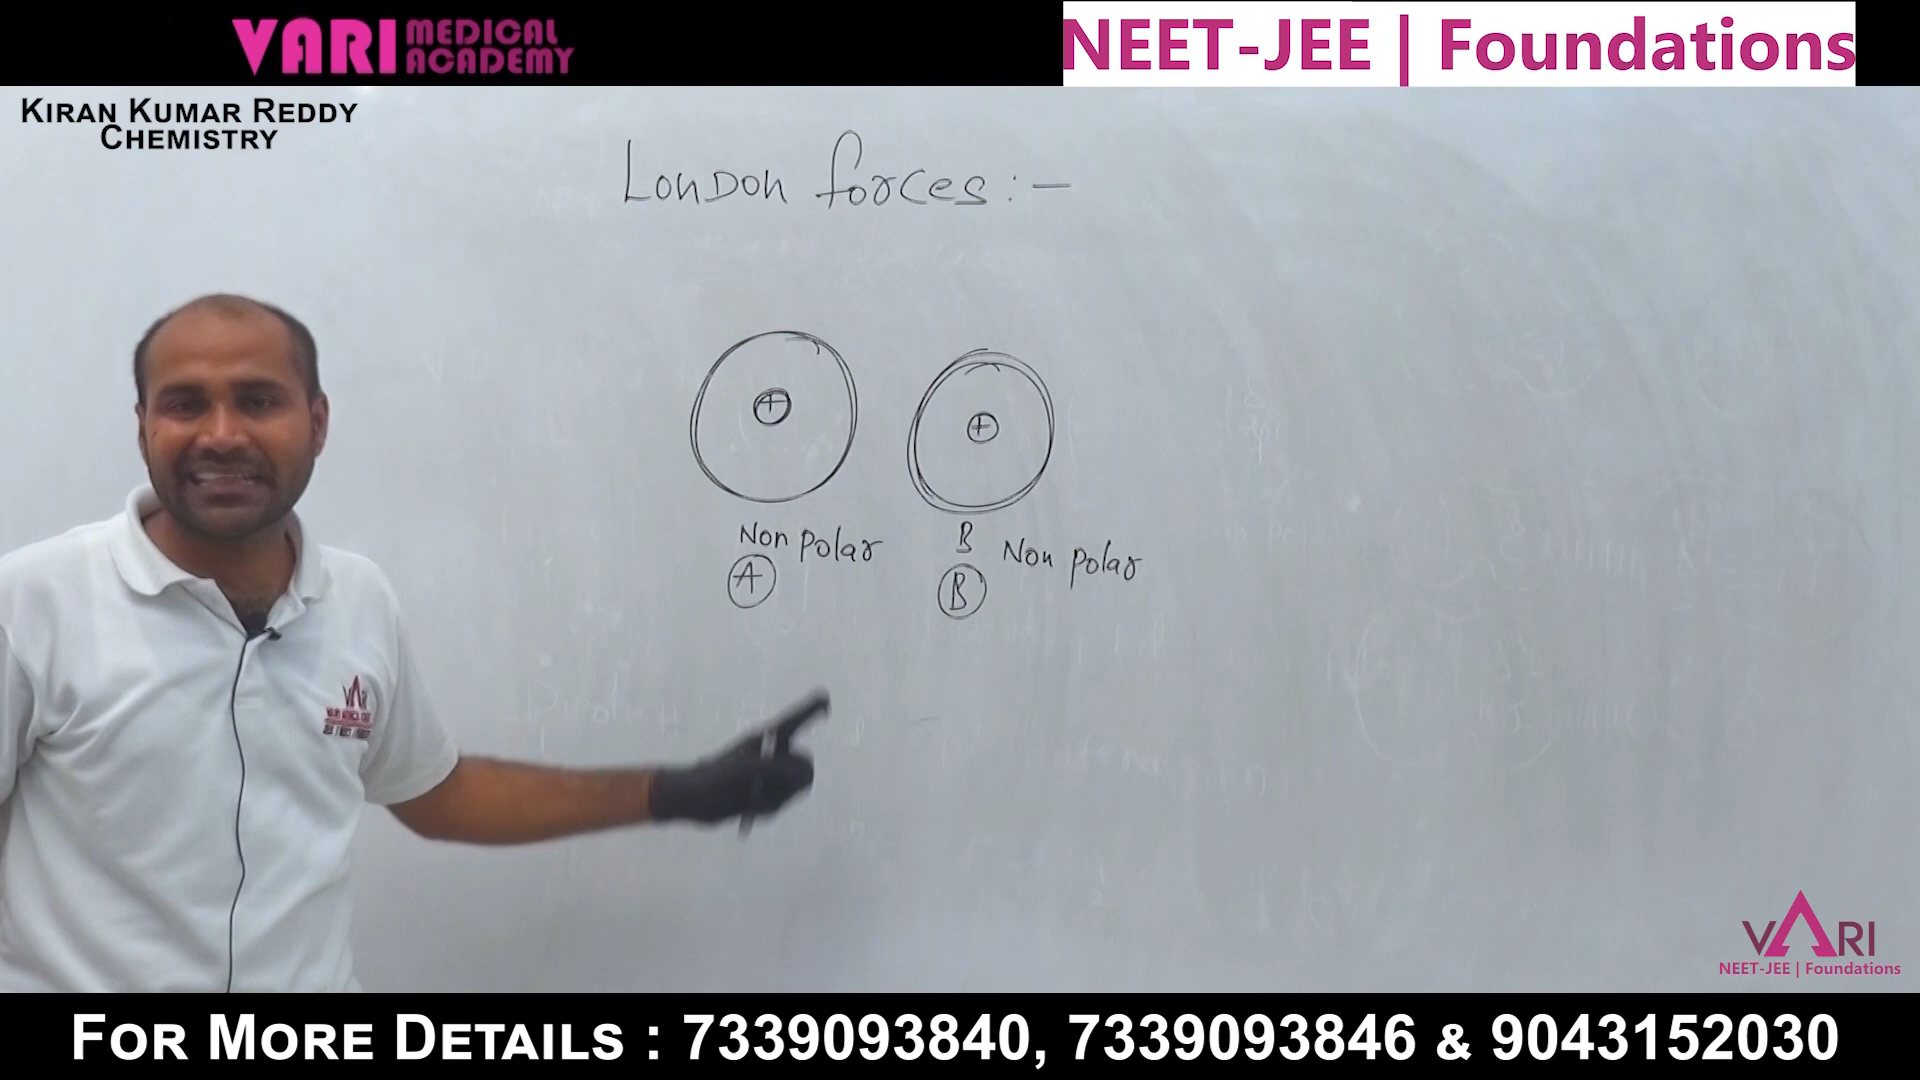 VARI MEDICAL ACADEMY
NEET-JEE | Foundations
KIRAN KUMAR REDDY
CHEMISTRY
London forces :-
+
+
Non polar
B Non polar
A
B
VARI
VARI
NEET-JEE | Foundations
FOR MORE DETAILS : 7339093840, 7339093846 & 9043152030